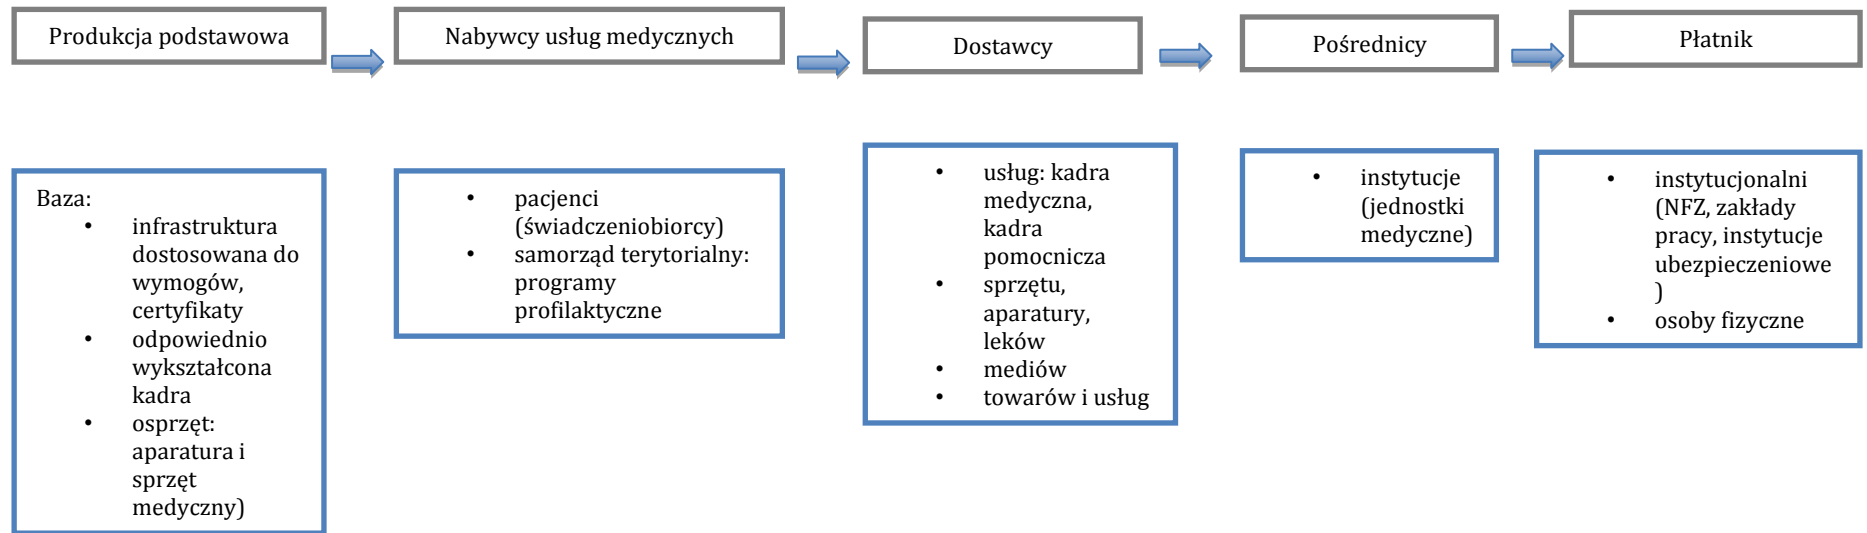 Produkcja podstawowa
Nabywcy usług medycznych
Dostawcy
Pośrednicy
Płatnik
Baza:
• infrastruktura
dostosowana do
wymogów,
certyfikaty
• odpowiednio
wykształcona
kadra
• osprzęt:
aparatura i
sprzęt
medyczny)
• pacjenci
(świadczeniobiorcy)
• samorząd terytorialny:
programy
profilaktyczne
• usług: kadra
medyczna,
kadra
pomocnicza
• sprzętu,
aparatury,
leków
• mediów
• towarów i usług
• instytucje
(jednostki
medyczne)
• instytucjonalni
(NFZ, zakłady
pracy, instytucje
ubezpieczeniowe
)
• osoby fizyczne